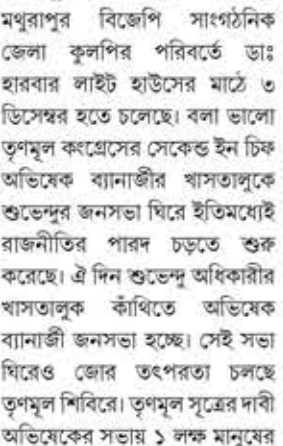 মথুরাপুর বিজেপি সাংগঠনিক
জেলা কুলপির পরিবর্তে ডাঃ
হারবার লাইট হাউসের মাঠে ৩
ডিসেম্বর হতে চলেছে। বলা ভালো
তৃণমূল কংগ্রেসের সেকেন্ড ইন চিফ
অভিষেক ব্যানার্জীর খাসতালুকে
শুভেন্দুর জনসভা ঘিরে ইতিমধ্যেই
রাজনীতির পারদ চড়তে শুরু
করেছে। ঐ দিন শুভেন্দু অধিকারীর
খাসতালুক কাঁথিতে অভিষেক
ব্যানার্জী জনসভা হচ্ছে। সেই সভা
ঘিরেও জোর তৎপরতা চলছে
তৃণমূল শিবিরে। তৃণমূল সূত্রের দাবী
অভিষেকের সভায় ১ লক্ষ মানুষের